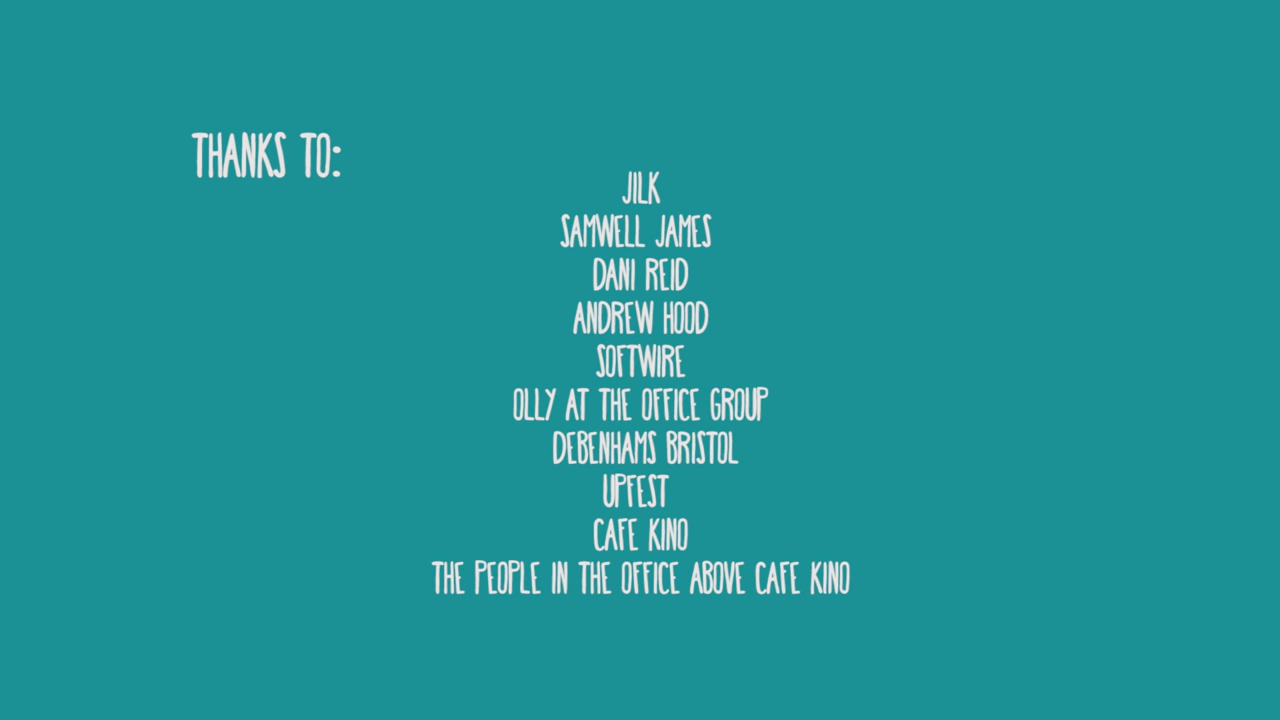 THANKS TO:
JILK
SAMWELL JAMES
DANI REID
ANDREW HOOD
SOFTWIRE
OLLY AT THE OFFICE GROUP
DEBENHAMS BRISTOL
UPFEST
CAFE KINO
THE PEOPLE IN THE OFFICE ABOVE CAFE KINO